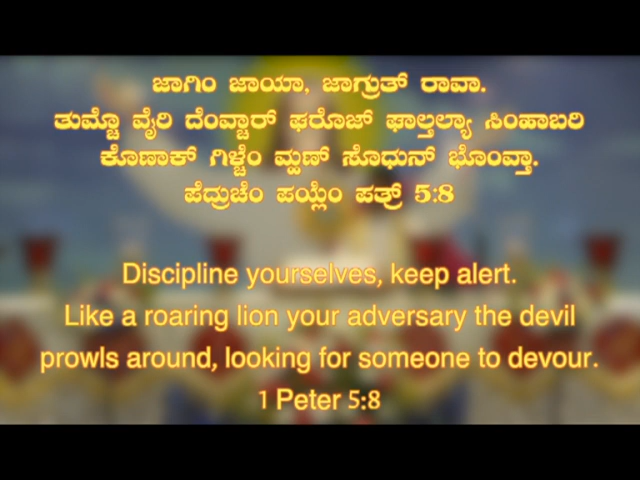 ಜಾಗಿಂ ಜಾಯಾ, ಜಾಗ್ರುತ್ ರಾವಾ.
ತುಮ್ಚೊ ವೈರಿ ದೆಂವ್ಚಾರ್ ಘರೊಜ್ ಘಾಲ್ತಲ್ಯಾ ಸಿಂಹಾಬರಿ
ಕೊಣಾಕ್ ಗಿಳ್ಚೆಂ ಮ್ಹಣ್ ಸೊಧುನ್ ಭೊಂವ್ತಾ.
ಪೆದ್ರುಚೆಂ ಪಯ್ಲೆಂ ಪತ್ರ್ 5:8
Discipline yourselves, keep alert.
Like a roaring lion your adversary the devil
prowls around, looking for someone to devour.
1 Peter 5:8